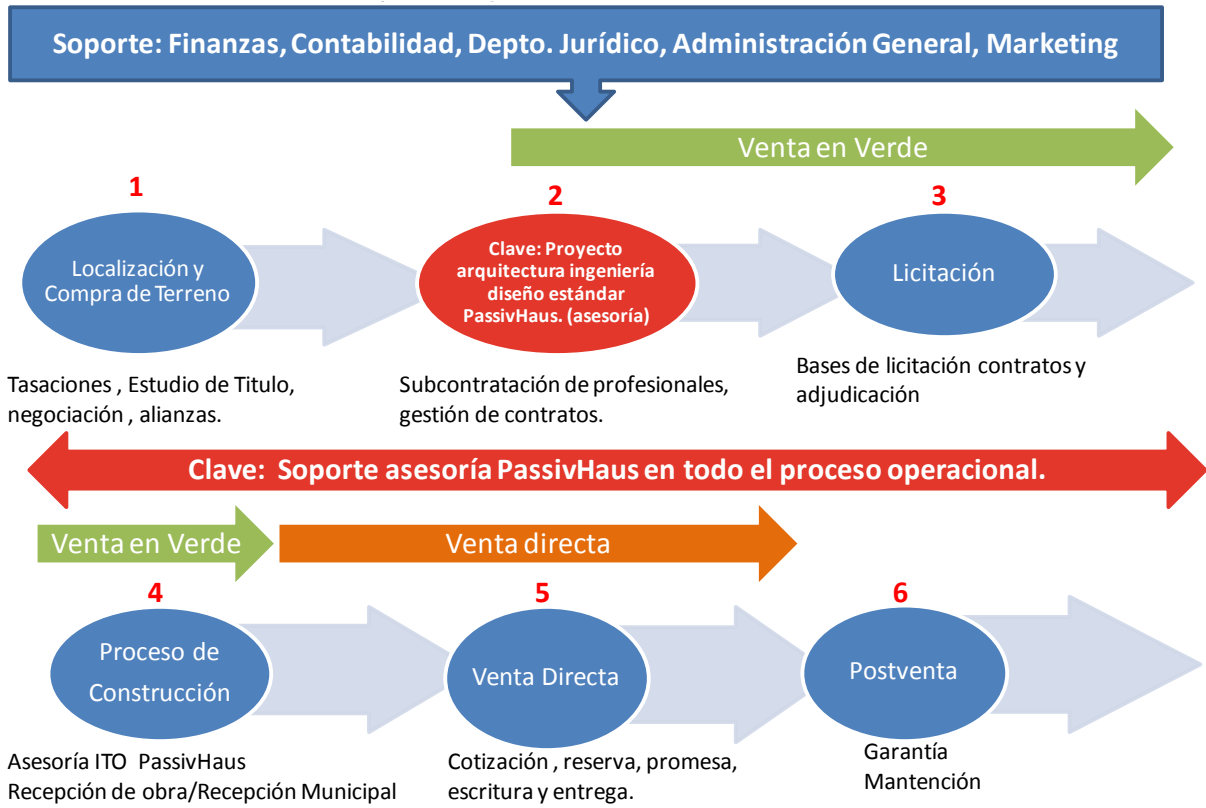 Soporte: Finanzas, Contabilidad, Depto. Jurídico, Administración General, Marketing
Venta en Verde
1
2
3
Localización y
Compra de Terreno
Clave: Proyecto
arquitectura ingeniería
diseño estándar
PassivHaus. (asesoría)
Licitación
Tasaciones , Estudio de Titulo,
negociación , alianzas.
Subcontratación de profesionales,
gestión de contratos.
Bases de licitación contratos y
adjudicación
Clave: Soporte asesoría PassivHaus en todo el proceso operacional.
Venta en Verde
Venta directa
4
5
6
Proceso de
Construcción
Venta Directa
Postventa
Asesoría ITO PassivHaus
Recepción de obra/Recepción Municipal
Cotización , reserva, promesa,
escritura y entrega.
Garantía
Mantención